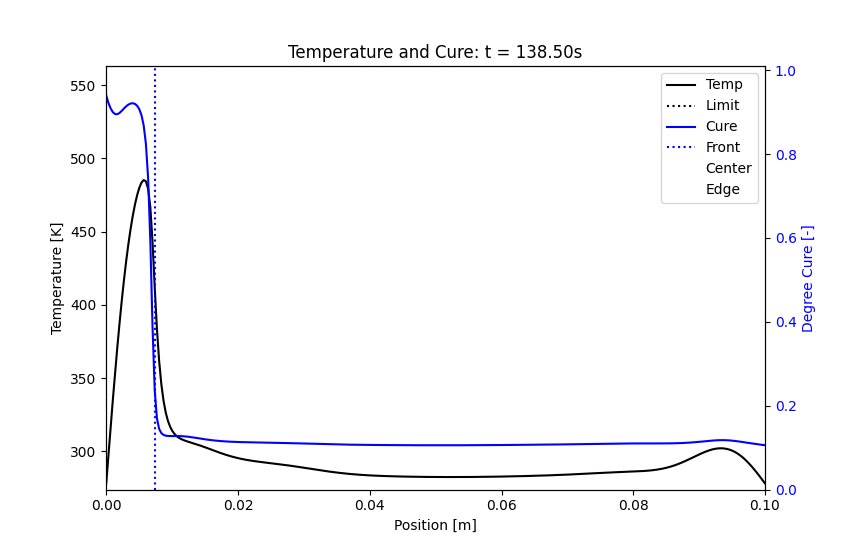 Temperature and Cure: t = 138.50s
Temperature [K]
550
500
450
400
350
300
Temp
Limit
Cure
Front
Center
Edge
1.0
0.8
0.6
0.4
0.2
0.0
Degree Cure [-]
0.00
0.02
0.04
0.06
0.08
0.10
Position [m]